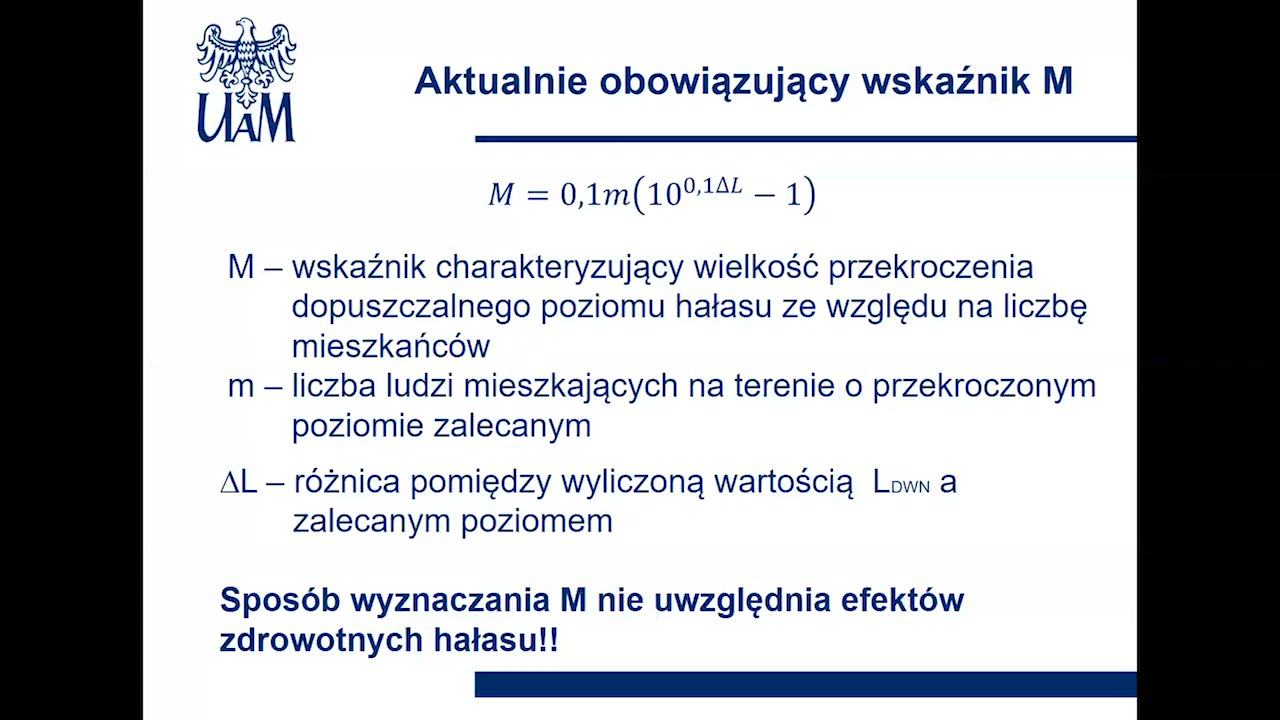 UAM
Aktualnie obowiązujący wskaźnik M
M = 0,1m(10^{0,1ΔL} − 1)
M – wskaźnik charakteryzujący wielkość przekroczenia
dopuszczalnego poziomu hałasu ze względu na liczbę
mieszkańców
m – liczba ludzi mieszkających na terenie o przekroczonym
poziomie zalecanym
ΔL – różnica pomiędzy wyliczoną wartością L_DWN a
zalecanym poziomem
Sposób wyznaczania M nie uwzględnia efektów
zdrowotnych hałasu!!